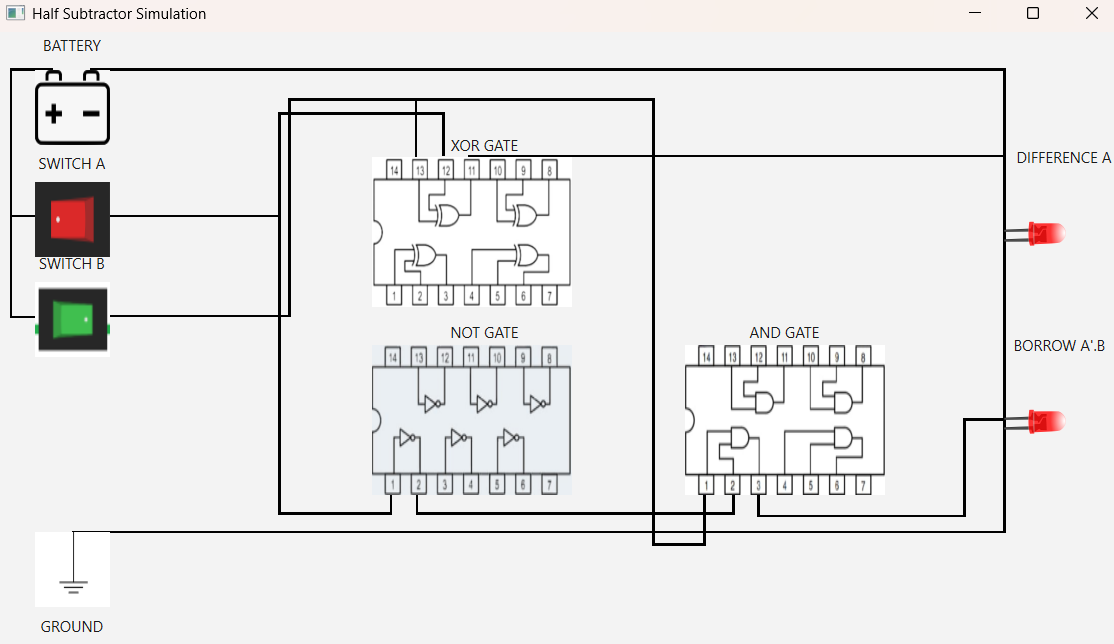 Half Subtractor Simulation
BATTERY
SWITCH A
SWITCH B
GROUND
XOR GATE
14 13 12 11 10 9 8
1 2 3 4 5 6 7
NOT GATE
14 13 12 11 10 9 8
1 2 3 4 5 6 7
AND GATE
14 13 12 11 10 9 8
1 2 3 4 5 6 7
DIFFERENCE A
BORROW A'.B